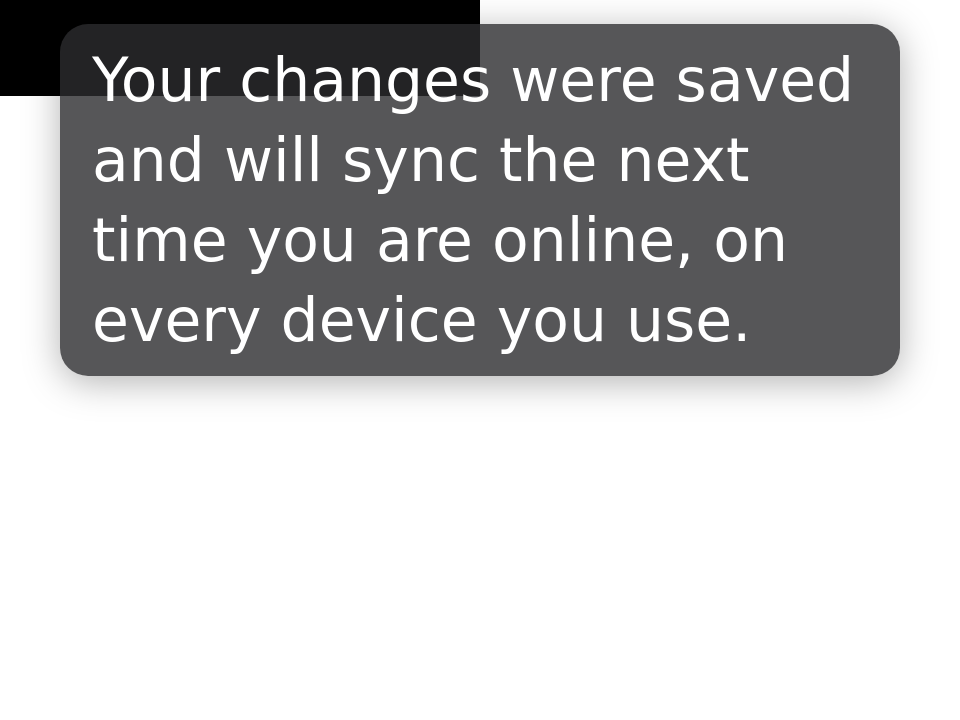 Your changes were saved
and will sync the next
time you are online, on
every device you use.